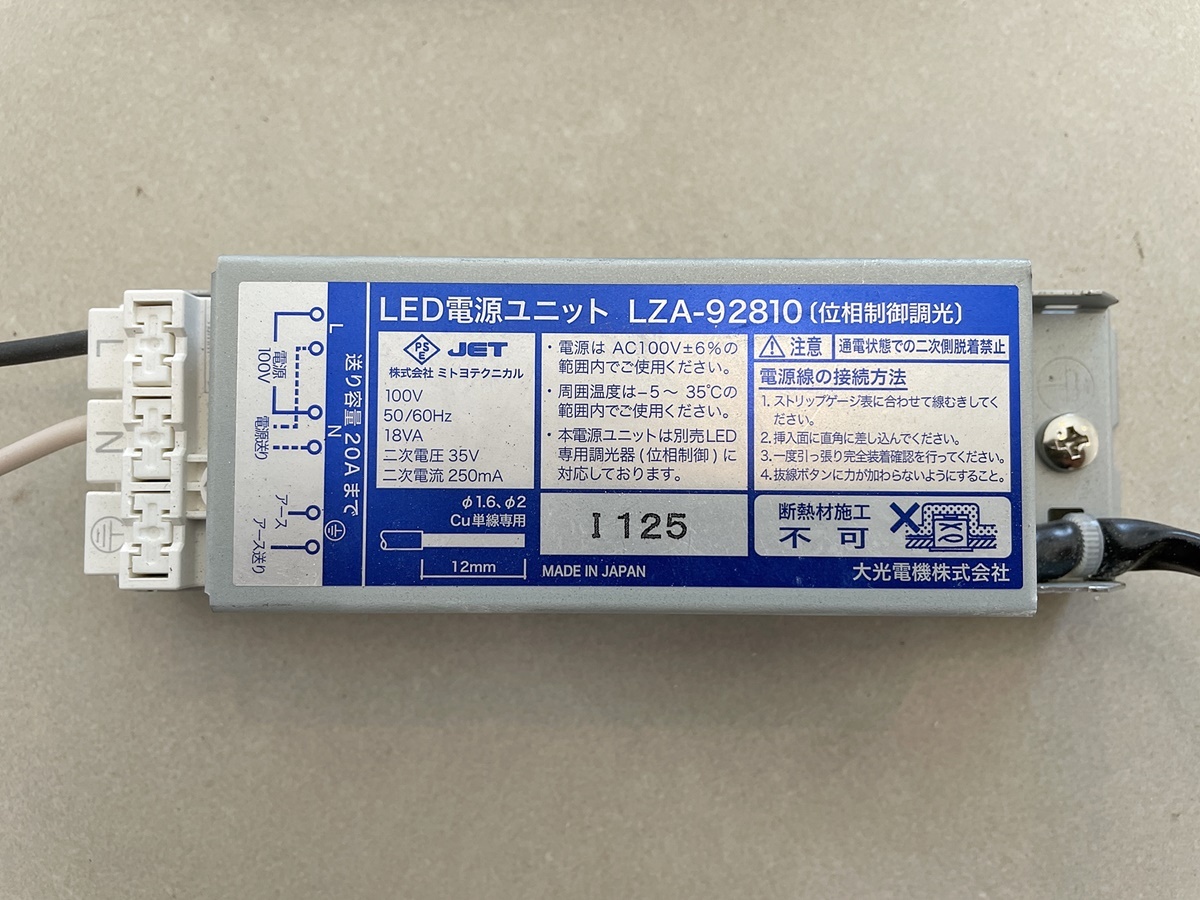 LED電源ユニット LZA-92810(位相制御調光)
L
N
L
電源
100V
電源送り
N
アース
アース送り
送り容量20Aまで
PS
E
JET
株式会社 ミトヨテクニカル
100V
50/60Hz
18VA
二次電圧 35V
二次電流 250mA
φ1.6、φ2
Cu単線専用
12mm
・電源は AC100V±6%の
範囲内でご使用ください。
・周囲温度は−5〜 35℃の
範囲内でご使用ください。
・本電源ユニットは別売LED
専用調光器(位相制御)に
対応しております。
I 125
MADE IN JAPAN
注意
通電状態での二次側脱着禁止
電源線の接続方法
1. ストリップゲージ表に合わせて線むきしてく
ださい。
2. 挿入面に直角に差し込んでください。
3. 一度引っ張り完全装着確認を行ってください。
4. 抜線ボタンに力が加わらないようにすること。
断熱材施工
不 可
大光電機株式会社